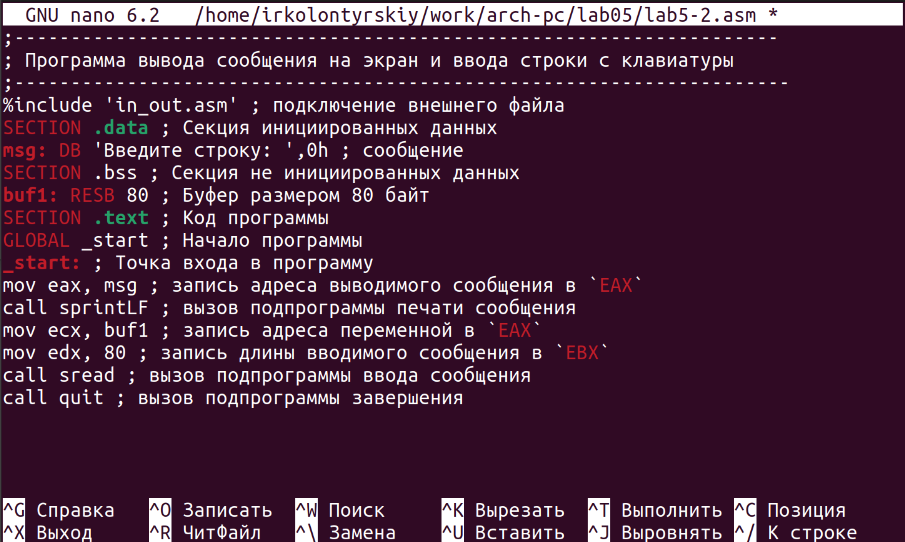 GNU nano 6.2 /home/irkolontyrskiy/work/arch-pc/lab05/lab5-2.asm *
;--------------------------------------------------------------------
; Программа вывода сообщения на экран и ввода строки с клавиатуры
;---------------------------------------------------------------------
%include 'in_out.asm' ; подключение внешнего файла
SECTION .data ; Секция инициированных данных
msg: DB 'Введите строку: ',0h ; сообщение
SECTION .bss ; Секция не инициированных данных
buf1: RESB 80 ; Буфер размером 80 байт
SECTION .text ; Код программы
GLOBAL _start ; Начало программы
_start: ; Точка входа в программу
mov eax, msg ; запись адреса выводимого сообщения в `EAX`
call sprintLF ; вызов подпрограммы печати сообщения
mov ecx, buf1 ; запись адреса переменной в `EAX`
mov edx, 80 ; запись длины вводимого сообщения в `EBX`
call sread ; вызов подпрограммы ввода сообщения
call quit ; вызов подпрограммы завершения
^G Справка ^O Записать ^W Поиск ^K Вырезать ^T Выполнить ^C Позиция
^X Выход ^R ЧитФайл ^\ Замена ^U Вставить ^J Выровнять ^/ К строке